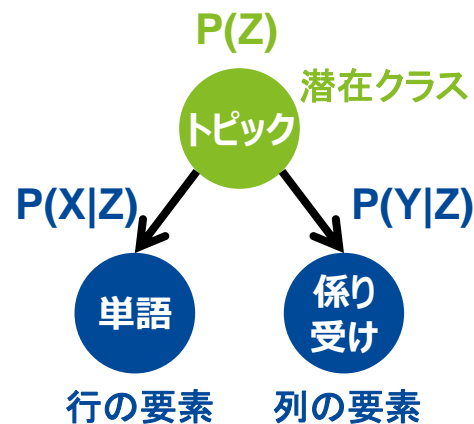 P(Z)
潜在クラス
トピック
P(X|Z)
P(Y|Z)
単語
係り
受け
行の要素
列の要素